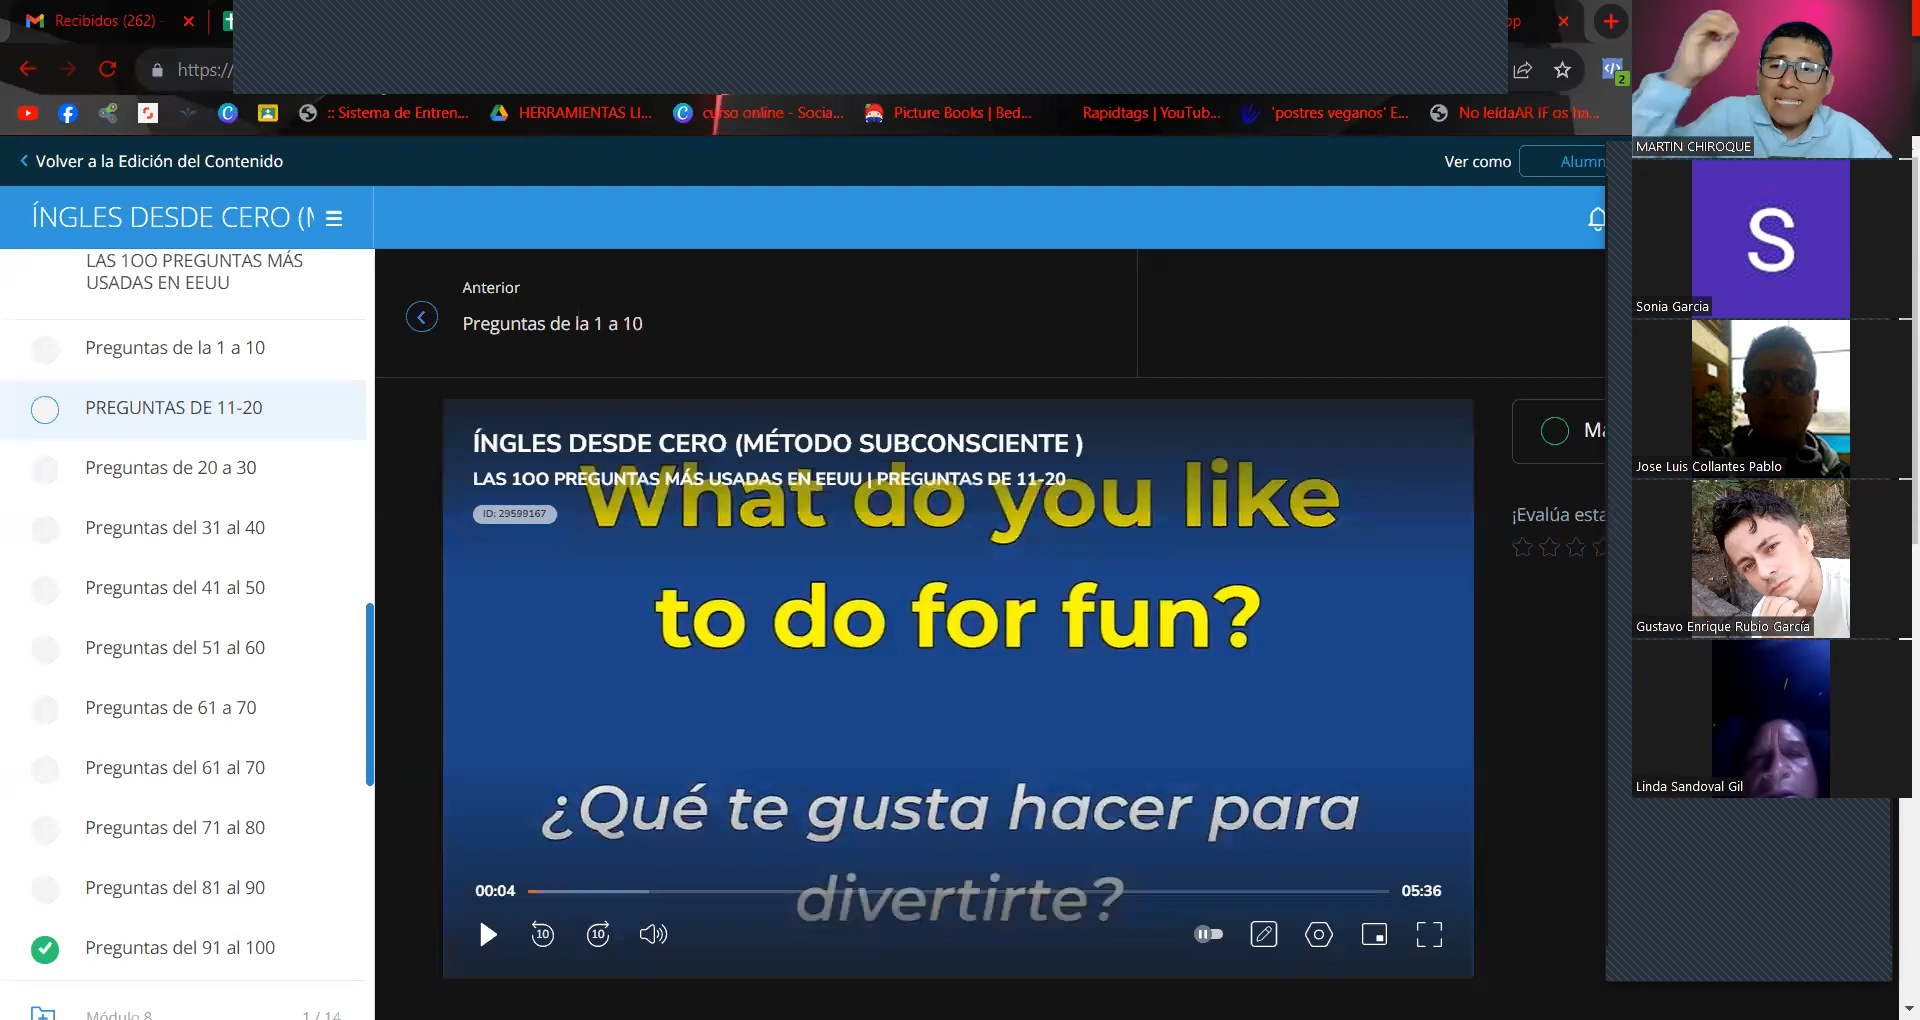 Recibidos (262) -
https://
2
:: Sistema de Entren...
HERRAMIENTAS LI...
curso online - Socia...
Picture Books | Bed...
Rapidtags | YouTub...
'postres veganos' E...
No leídaAR IF os ha...
Volver a la Edición del Contenido
Ver como
Alumn
ÍNGLES DESDE CERO (M
LAS 1OO PREGUNTAS MÁS
USADAS EN EEUU
Preguntas de la 1 a 10
PREGUNTAS DE 11-20
Preguntas de 20 a 30
Preguntas del 31 al 40
Preguntas del 41 al 50
Preguntas del 51 al 60
Preguntas de 61 a 70
Preguntas del 61 al 70
Preguntas del 71 al 80
Preguntas del 81 al 90
Preguntas del 91 al 100
Módulo 8
1 / 14
Anterior
Preguntas de la 1 a 10
ÍNGLES DESDE CERO (MÉTODO SUBCONSCIENTE )
LAS 1OO PREGUNTAS MÁS USADAS EN EEUU | PREGUNTAS DE 11-20
ID: 29599167
What do you like
to do for fun?
¿Qué te gusta hacer para
divertirte?
00:04
05:36
10
10
Ma
¡Evalúa esta
MARTIN CHIROQUE
S
Sonia Garcia
Jose Luis Collantes Pablo
Gustavo Enrique Rubio García
Linda Sandoval Gil